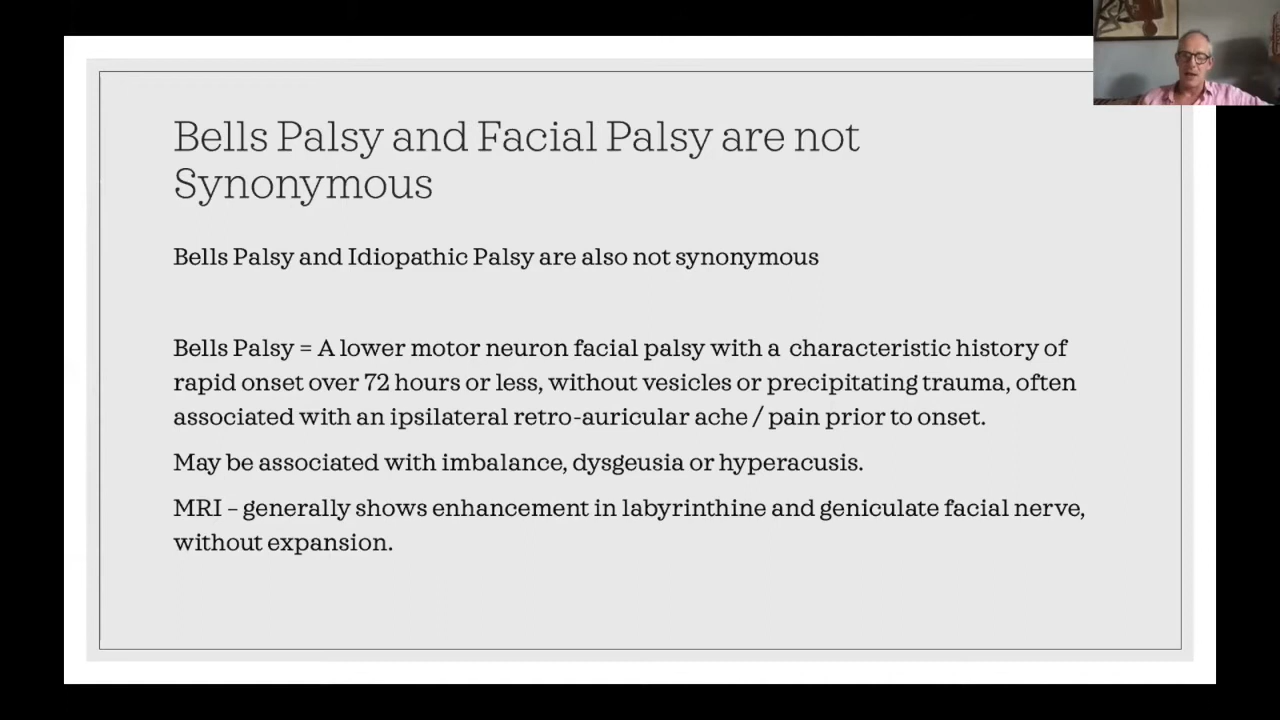 Bells Palsy and Facial Palsy are not
Synonymous
Bells Palsy and Idiopathic Palsy are also not synonymous
Bells Palsy = A lower motor neuron facial palsy with a characteristic history of
rapid onset over 72 hours or less, without vesicles or precipitating trauma, often
associated with an ipsilateral retro-auricular ache / pain prior to onset.
May be associated with imbalance, dysgeusia or hyperacusis.
MRI – generally shows enhancement in labyrinthine and geniculate facial nerve,
without expansion.